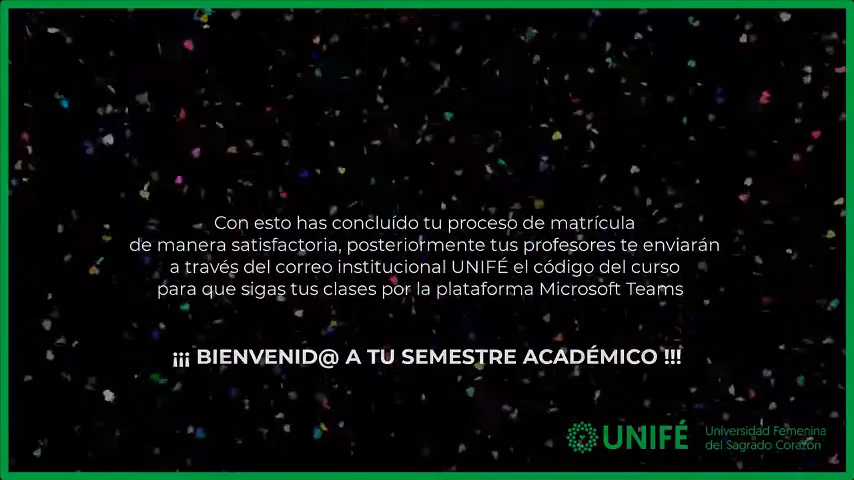 Con esto has concluído tu proceso de matrícula
de manera satisfactoria, posteriormente tus profesores te enviarán
a través del correo institucional UNIFÉ el código del curso
para que sigas tus clases por la plataforma Microsoft Teams
¡¡¡ BIENVENID@ A TU SEMESTRE ACADÉMICO !!!
UNIFÉ
Universidad Femenina
del Sagrado Corazón